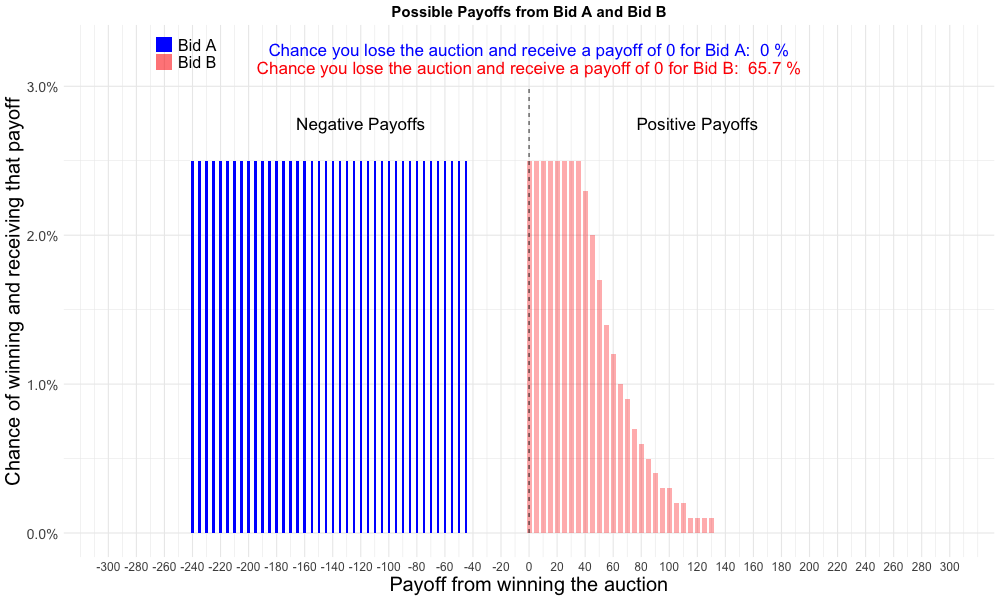 Possible Payoffs from Bid A and Bid B
Bid A
Bid B
Chance you lose the auction and receive a payoff of 0 for Bid A:  0 %
Chance you lose the auction and receive a payoff of 0 for Bid B:  65.7 %
Negative Payoffs
Positive Payoffs
Chance of winning and receiving that payoff
3.0%
2.0%
1.0%
0.0%
-300 -280 -260 -240 -220 -200 -180 -160 -140 -120 -100 -80 -60 -40 -20 0 20 40 60 80 100 120 140 160 180 200 220 240 260 280 300
Payoff from winning the auction